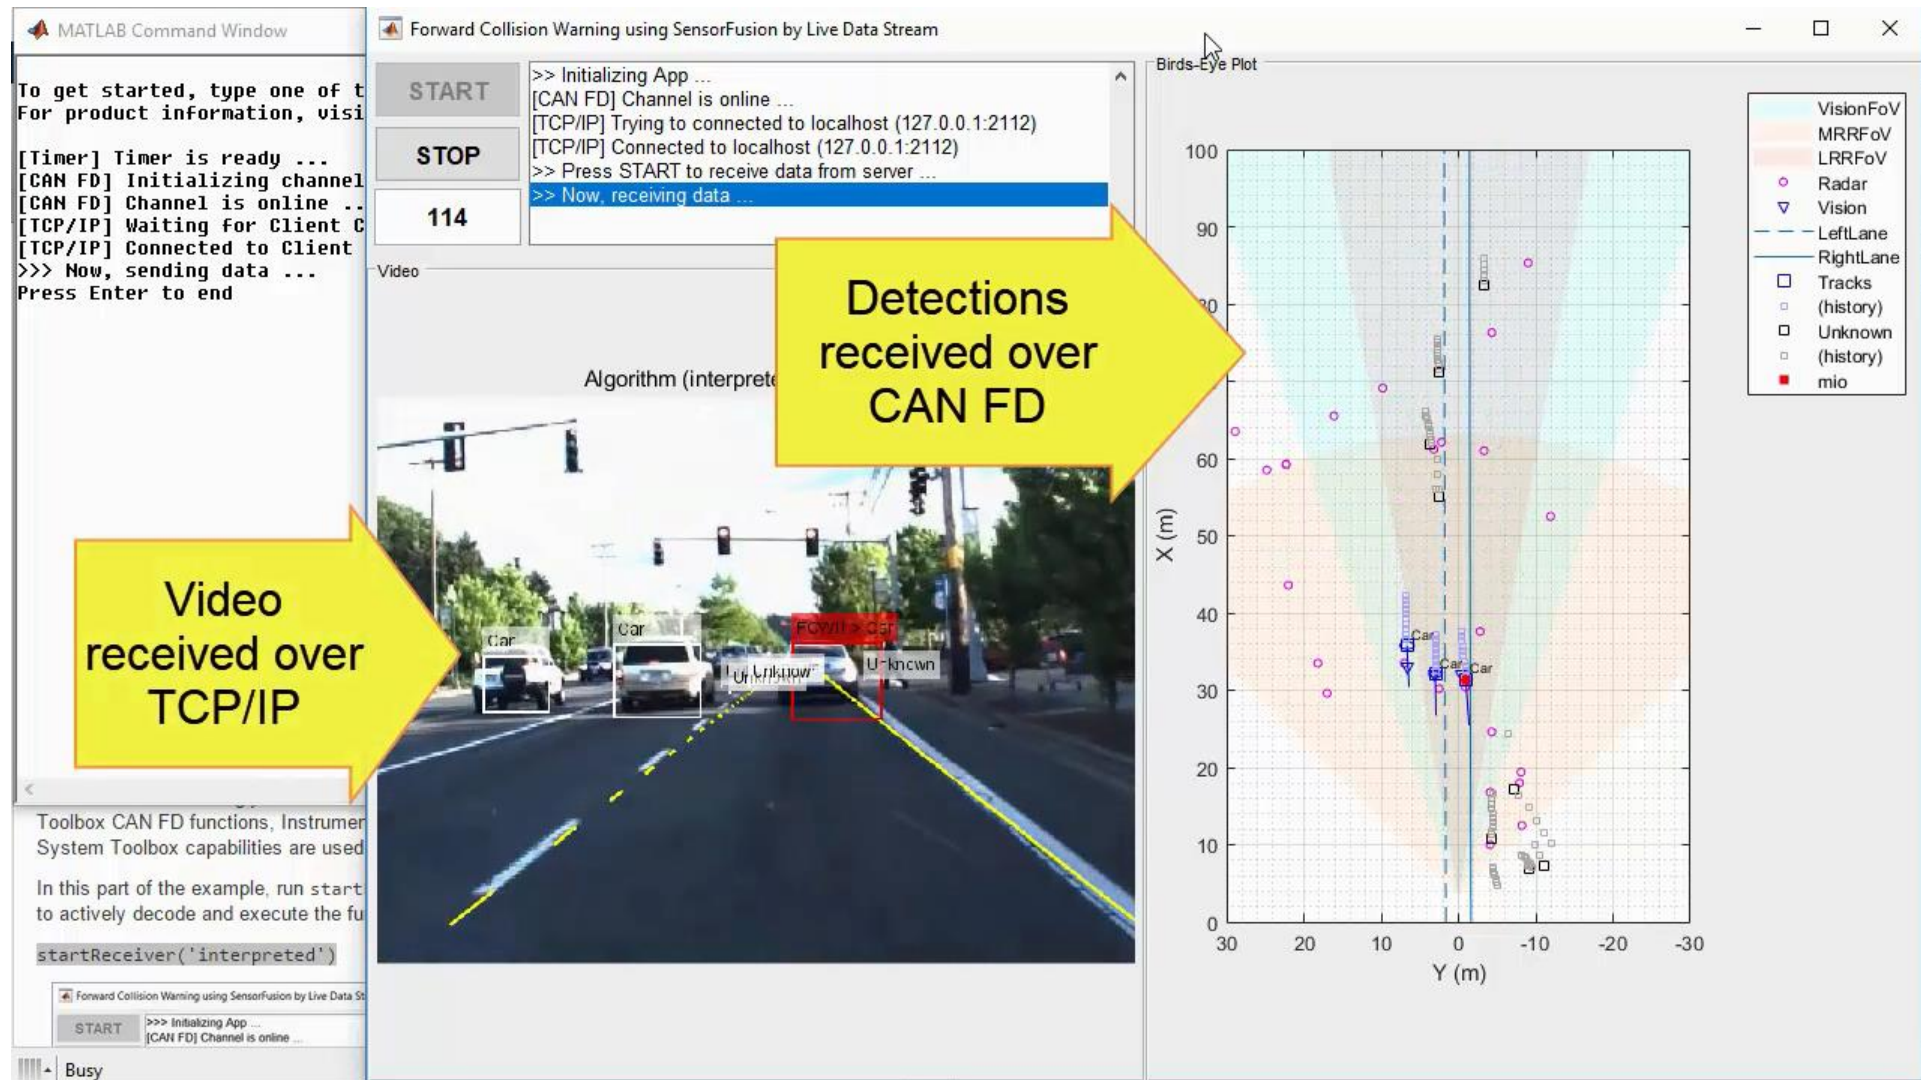 MATLAB Command Window
To get started, type one of t
For product information, visi
[Timer] Timer is ready ...
[CAN FD] Initializing channel
[CAN FD] Channel is online ..
[TCP/IP] Waiting for Client C
[TCP/IP] Connected to Client
>>> Now, sending data ...
Press Enter to end
Toolbox CAN FD functions, Instrumen
System Toolbox capabilities are used
In this part of the example, run start
to actively decode and execute the fu
startReceiver('interpreted')
Forward Collision Warning using SensorFusion by Live Data St
START
>>> Initializing App ...
[CAN FD] Channel is online ...
Busy
Forward Collision Warning using SensorFusion by Live Data Stream
START
STOP
114
>> Initializing App ...
[CAN FD] Channel is online ...
[TCP/IP] Trying to connected to localhost (127.0.0.1:2112)
[TCP/IP] Connected to localhost (127.0.0.1:2112)
>> Press START to receive data from server ...
>> Now, receiving data ...
Video
Algorithm (interprete
Car
Car
FCW > Car
Unknown
Unknown
Video
received over
TCP/IP
Detections
received over
CAN FD
Birds-Eye Plot
100
90
80
60
50
40
30
20
10
0
X (m)
30 20 10 0 -10 -20 -30
Y (m)
Car
Car
Car
VisionFoV
MRRFoV
LRRFoV
Radar
Vision
LeftLane
RightLane
Tracks
(history)
Unknown
(history)
mio